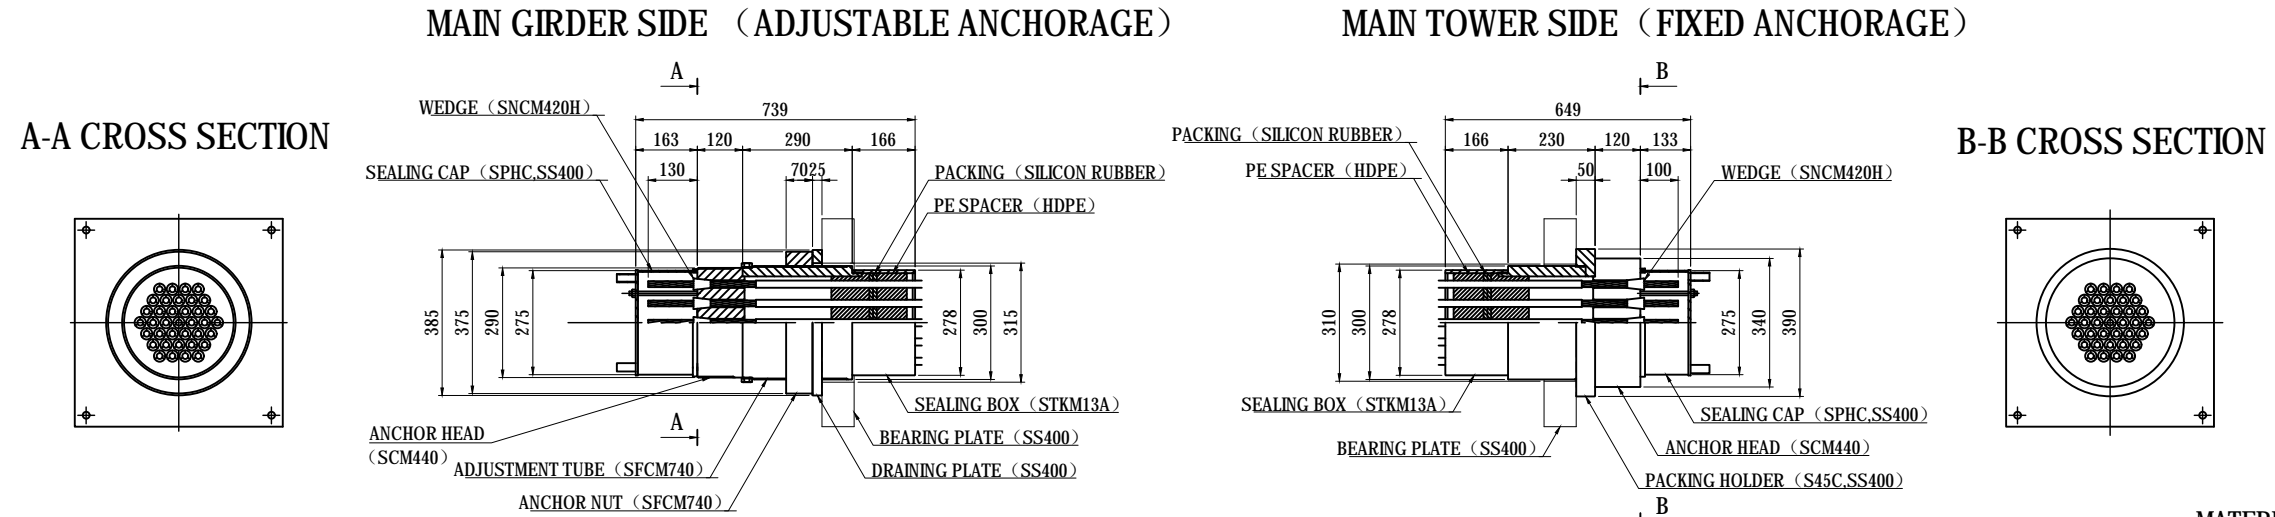 MAIN GIRDER SIDE （ADJUSTABLE ANCHORAGE）
MAIN TOWER SIDE （FIXED ANCHORAGE）
A-A CROSS SECTION
B-B CROSS SECTION
A
WEDGE （SNCM420H）
739
163 120 290 166
SEALING CAP （SPHC,SS400）
130
70 25
PACKING （SILICON RUBBER）
PE SPACER （HDPE）
385
375
290
275
278
300
315
SEALING BOX （STKM13A）
BEARING PLATE （SS400）
DRAINING PLATE （SS400）
ANCHOR HEAD
（SCM440）
A
ADJUSTMENT TUBE （SFCM740）
ANCHOR NUT （SFCM740）
B
649
PACKING （SILICON RUBBER）
166 230 120 133
PE SPACER （HDPE）
50
100
WEDGE （SNCM420H）
310
300
278
275
340
390
SEALING BOX （STKM13A）
SEALING CAP （SPHC,SS400）
BEARING PLATE （SS400）
ANCHOR HEAD （SCM440）
PACKING HOLDER （S45C,SS400）
B